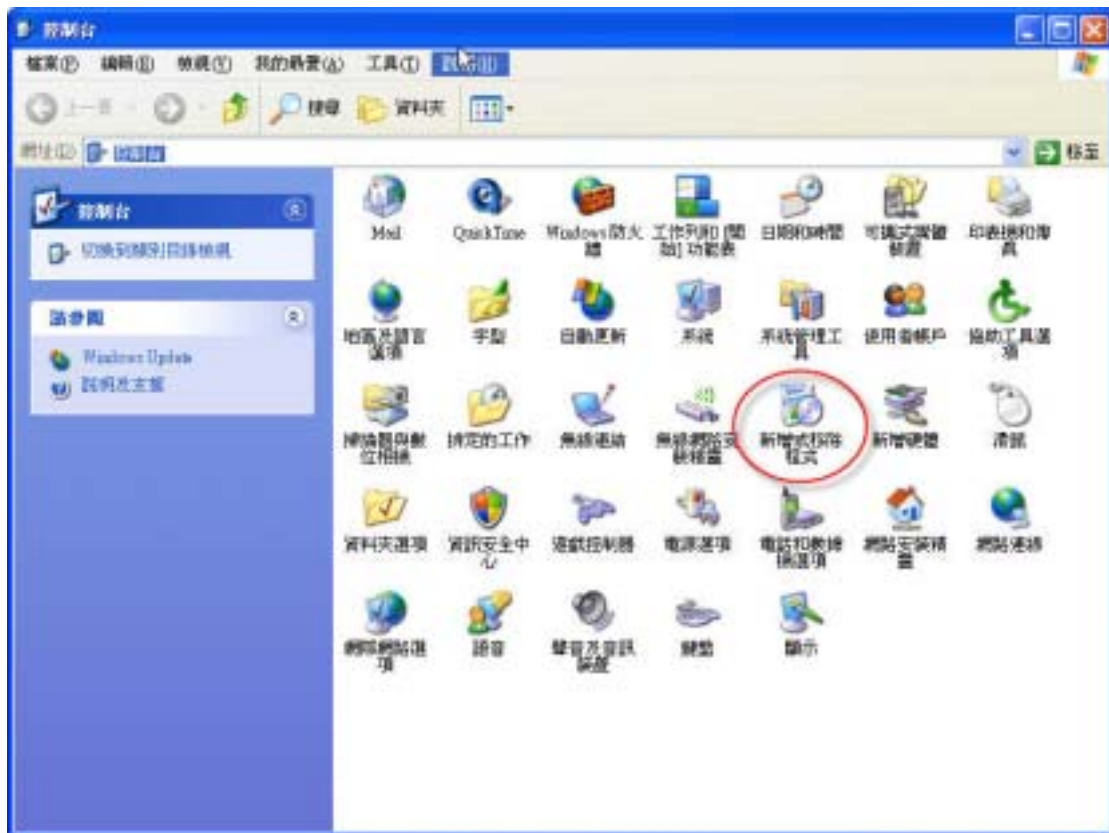 控制台
檔案(F) 編輯(E) 檢視(V) 我的最愛(A) 工具(T) 說明(H)
上一頁 搜尋 資料夾
網址(D) 控制台 移至
控制台
切換到類別目錄檢視
請參閱
Windows Update
說明及支援
Mail
QuickTime
Windows 防火
牆
工作列和 [開
始] 功能表
日期和時間
可攜式媒體
裝置
印表機和傳
真
地區及語言
選項
字型
自動更新
系統
系統管理工
具
使用者帳戶
協助工具選
項
掃描器與數
位相機
排定的工作
無線連結
無線網路安
裝精靈
新增或移除
程式
新增硬體
滑鼠
資料夾選項
資訊安全中
心
遊戲控制器
電源選項
電話和數據
機選項
網路安裝精
靈
網路連線
網際網路選
項
語音
聲音及音訊
裝置
鍵盤
顯示